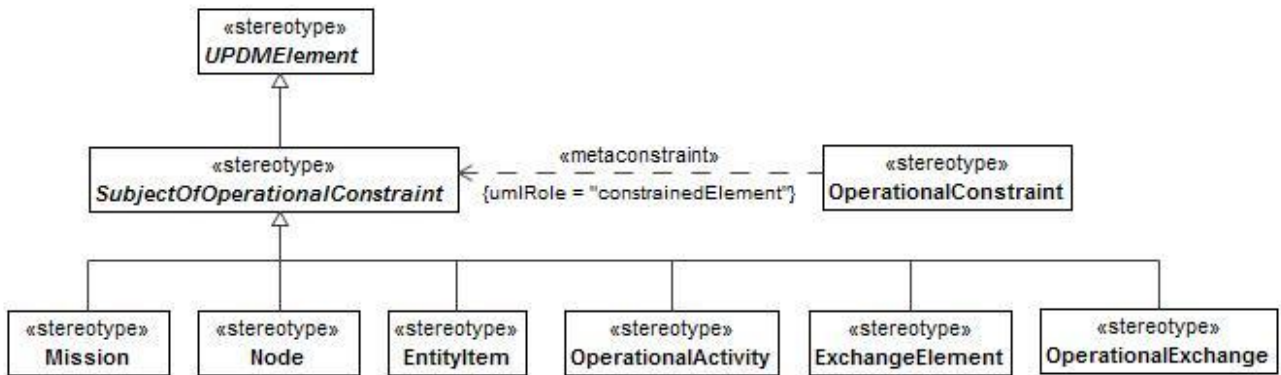 «stereotype»
UPDMElement
«stereotype»
SubjectOfOperationalConstraint
«metaconstraint»
{umlRole = "constrainedElement"}
«stereotype»
OperationalConstraint
«stereotype»
Mission
«stereotype»
Node
«stereotype»
EntityItem
«stereotype»
OperationalActivity
«stereotype»
ExchangeElement
«stereotype»
OperationalExchange